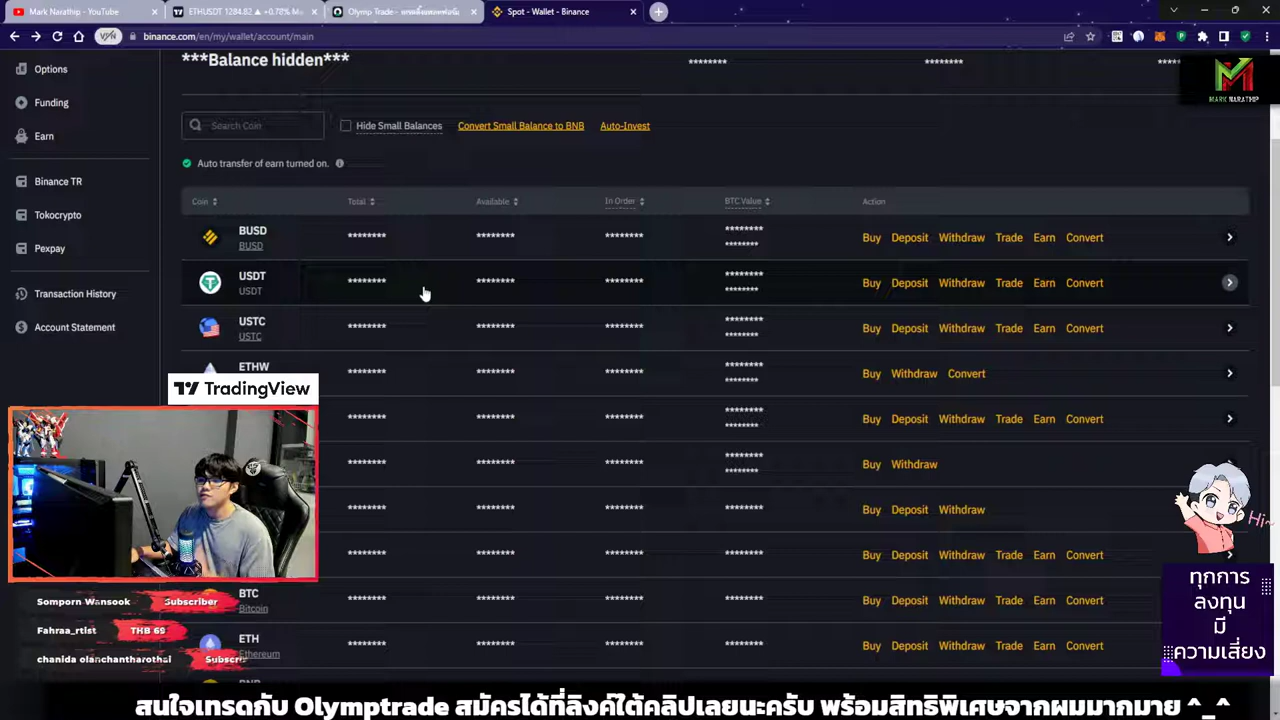 Mark Narathip - YouTube
ETHUSDT 1284.82 ▲ +0.78%
Olymp Trade -
Spot - Wallet - Binance
VPN
binance.com/en/my/wallet/account/main
***Balance hidden***
********
********
MARK NARATHIP
Options
Funding
Earn
Binance TR
Tokocrypto
Pexpay
Transaction History
Account Statement
Search Coin
Hide Small Balances
Convert Small Balance to BNB
Auto-Invest
Auto transfer of earn turned on.
Coin Total Available In Order BTC Value Action
BUSD
BUSD
******** ******** ******** ********
********
Buy Deposit Withdraw Trade Earn Convert
USDT
USDT
******** ******** ******** ********
********
Buy Deposit Withdraw Trade Earn Convert
USTC
USTC
******** ******** ******** ********
********
Buy Deposit Withdraw Trade Earn Convert
ETHW
******** ******** ******** ********
********
Buy Withdraw Convert
******** ******** ******** ********
********
Buy Deposit Withdraw Trade Earn Convert
******** ******** ******** ********
********
Buy Withdraw
******** ******** ******** ********
Buy Deposit Withdraw
******** ******** ******** ********
Buy Deposit Withdraw Trade Earn Convert
BTC
Bitcoin
******** ******** ******** ********
Buy Deposit Withdraw Trade Earn Convert
ETH
Ethereum
******** ******** ******** ********
Buy Deposit Withdraw Trade Earn Convert
TradingView
Somporn Wansook Subscriber
Fahraa_rtist THB 69
chanida olanchantharothai
Hi~
ทุกการ
ลงทุน
มี
ความเสี่ยง
สนใจเทรดกับ Olymptrade สมัครได้ที่ลิงค์ใต้คลิปเลยนะครับ พร้อมสิทธิพิเศษจากผมมากมาย ^_^